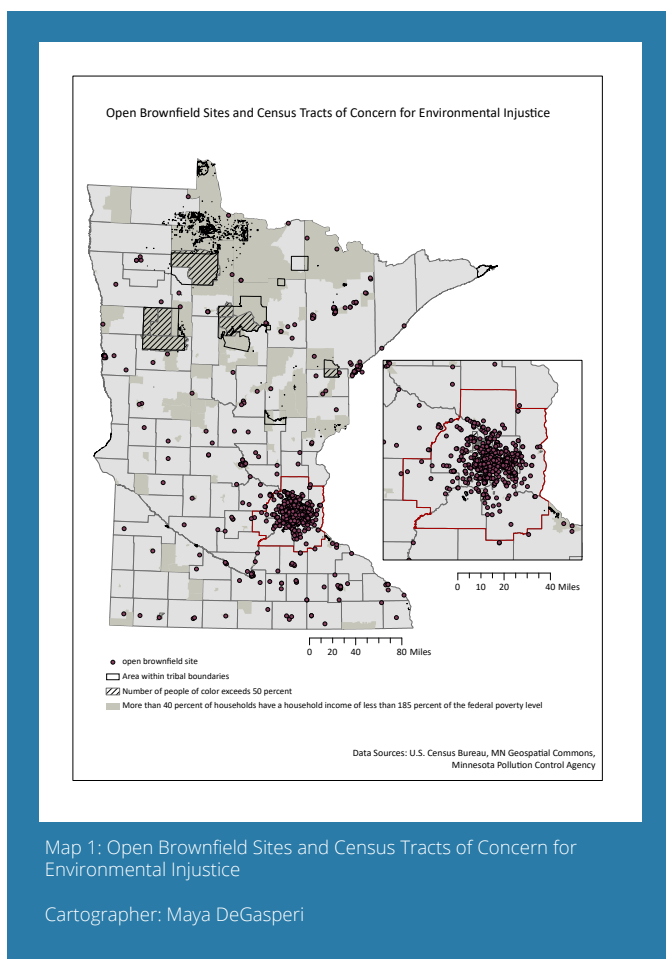 Open Brownfield Sites and Census Tracts of Concern for Environmental Injustice
0 10 20 40 Miles
0 20 40 80 Miles
open brownfield site
Area within tribal boundaries
Number of people of color exceeds 50 percent
More than 40 percent of households have a household income of less than 185 percent of the federal poverty level
Data Sources: U.S. Census Bureau, MN Geospatial Commons,
Minnesota Pollution Control Agency
Map 1: Open Brownfield Sites and Census Tracts of Concern for
Environmental Injustice
Cartographer: Maya DeGasperi